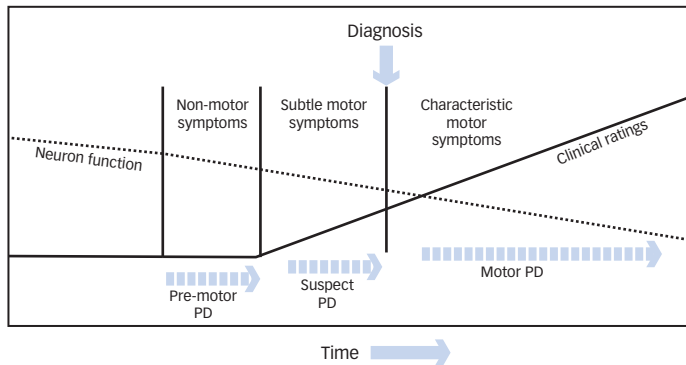 Diagnosis
Non-motor
symptoms
Subtle motor
symptoms
Characteristic
motor
symptoms
Neuron function
Clinical ratings
Pre-motor
PD
Suspect
PD
Motor PD
Time